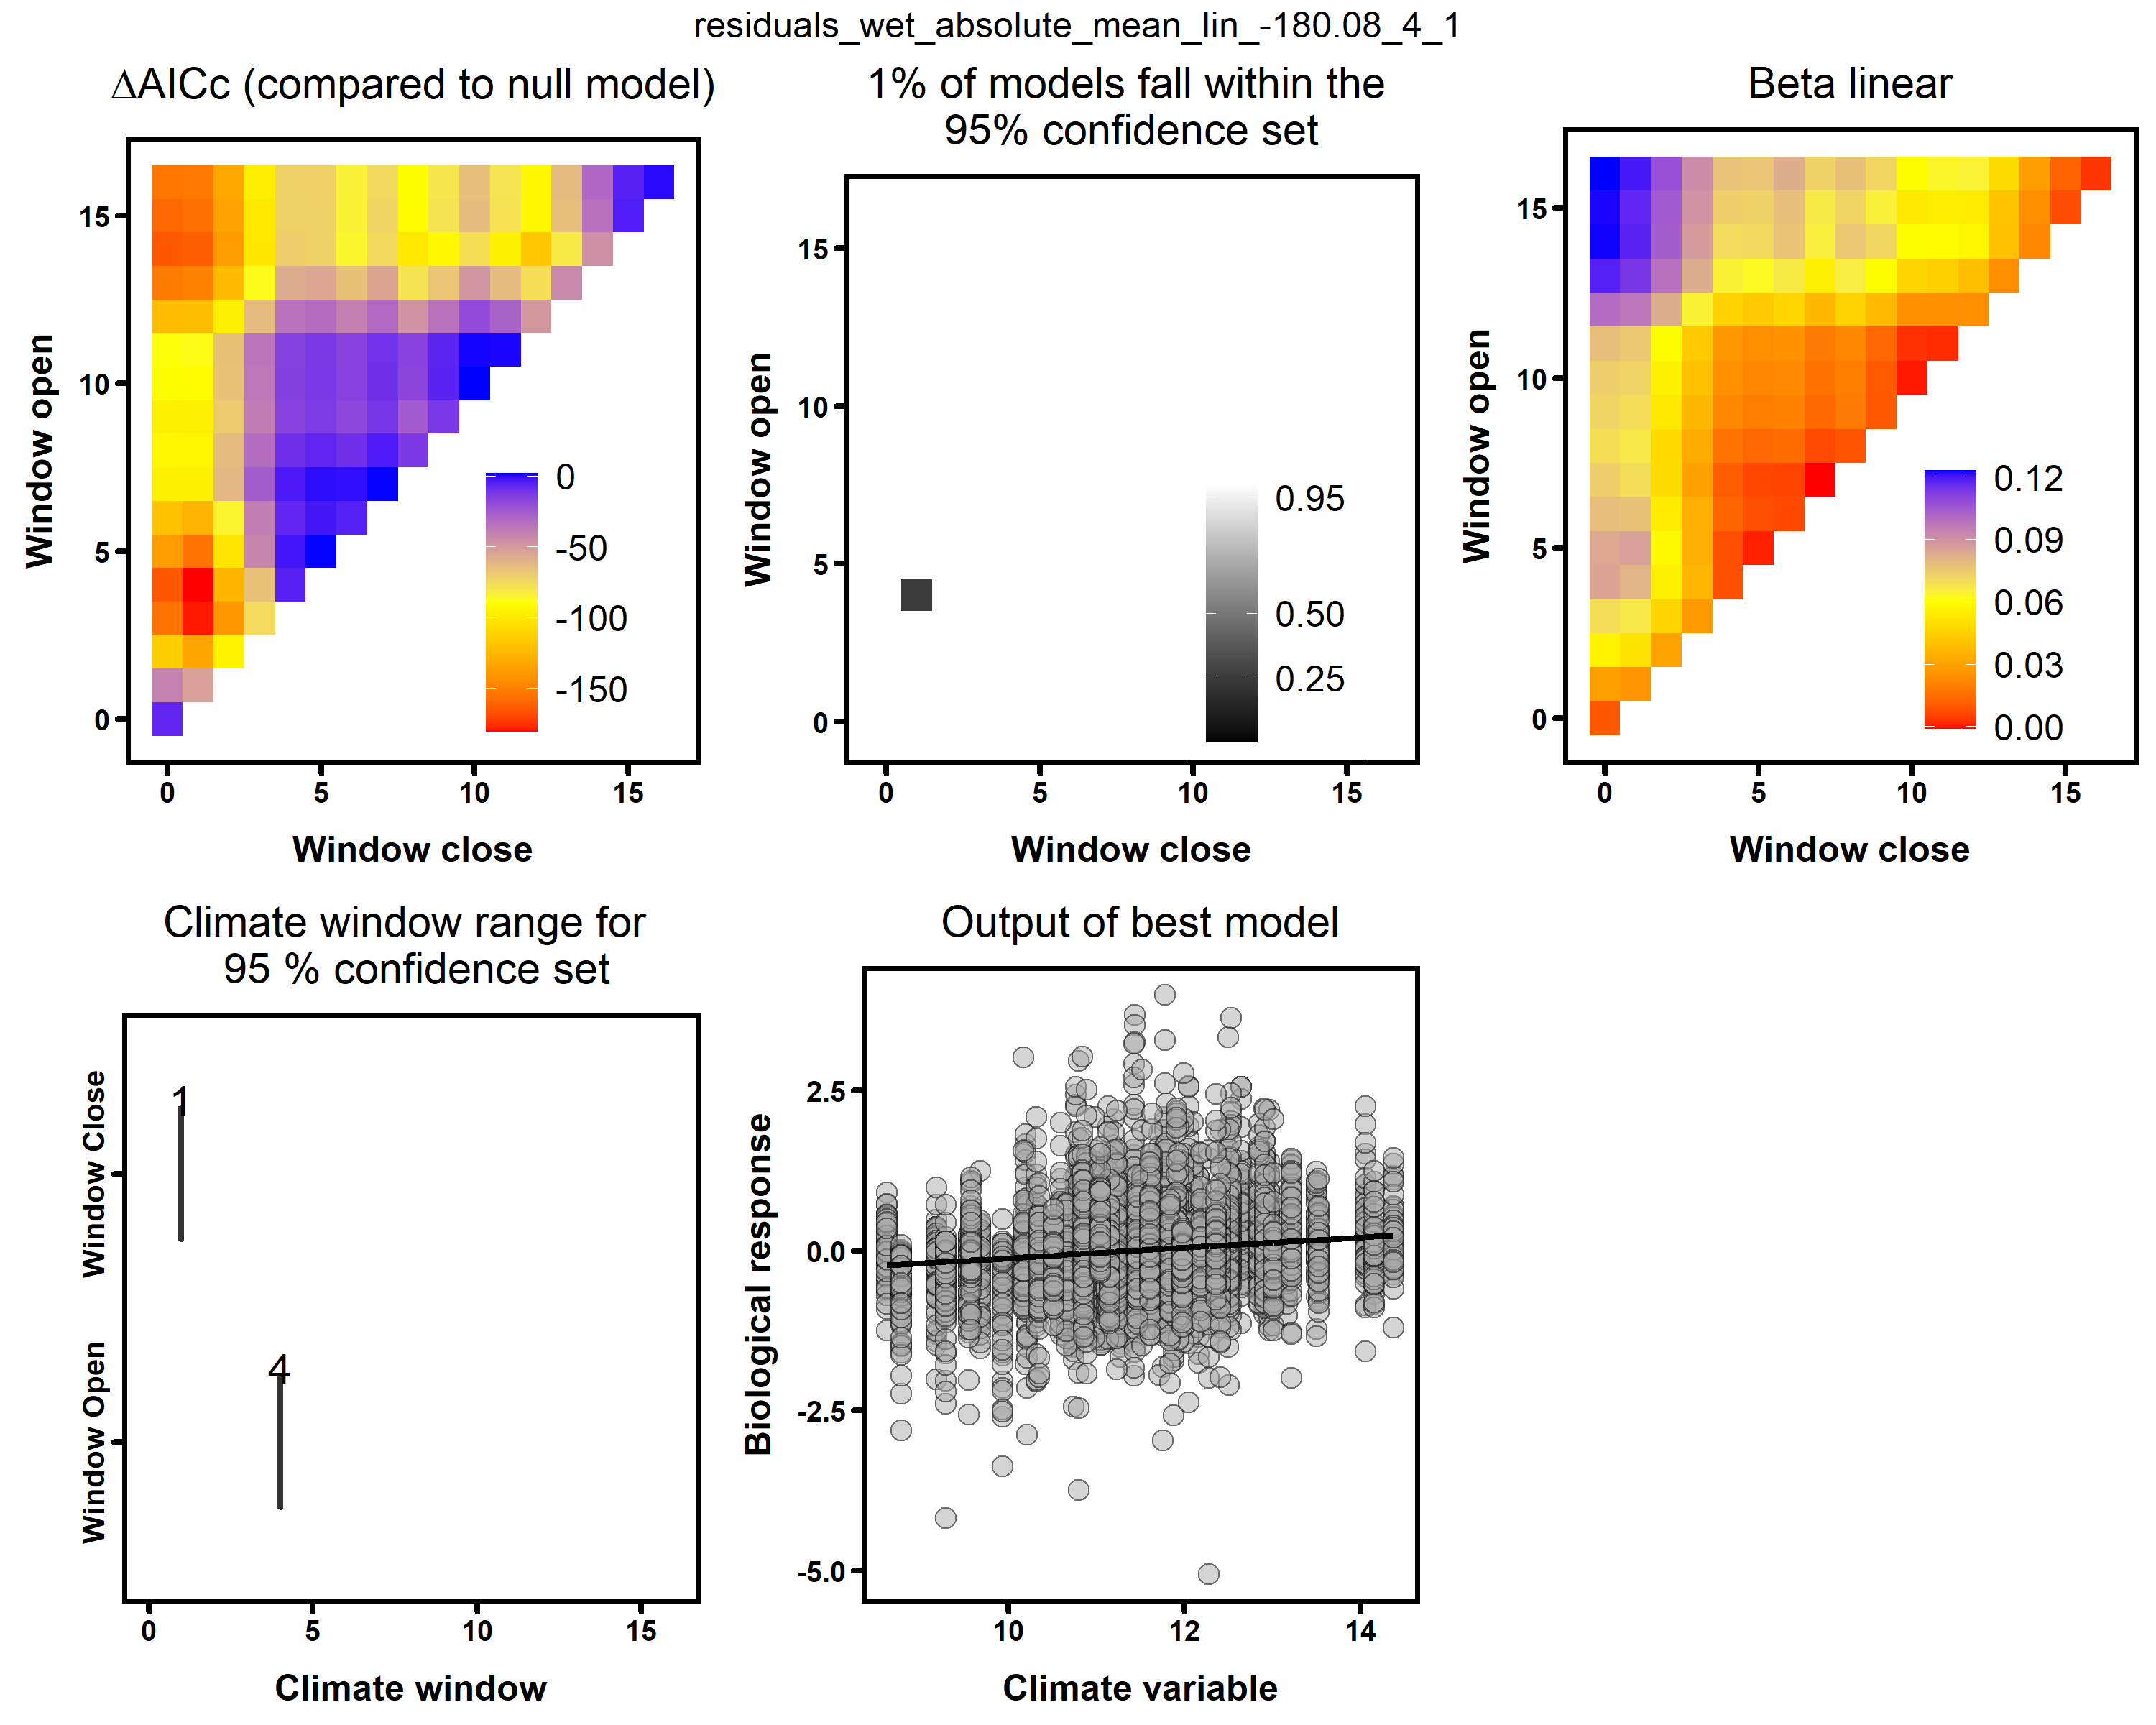 residuals_wet_absolute_mean_lin_-180.08_4_1
ΔAICc (compared to null model)
Window open
15
10
5
0
0
-50
-100
-150
0 5 10 15
Window close
1% of models fall within the
95% confidence set
Window open
15
10
5
0
0.95
0.50
0.25
0 5 10 15
Window close
Beta linear
Window open
15
10
5
0
0.12
0.09
0.06
0.03
0.00
0 5 10 15
Window close
Climate window range for
95 % confidence set
Window Close
Window Open
1
4
0 5 10 15
Climate window
Output of best model
Biological response
2.5
0.0
-2.5
-5.0
10 12 14
Climate variable